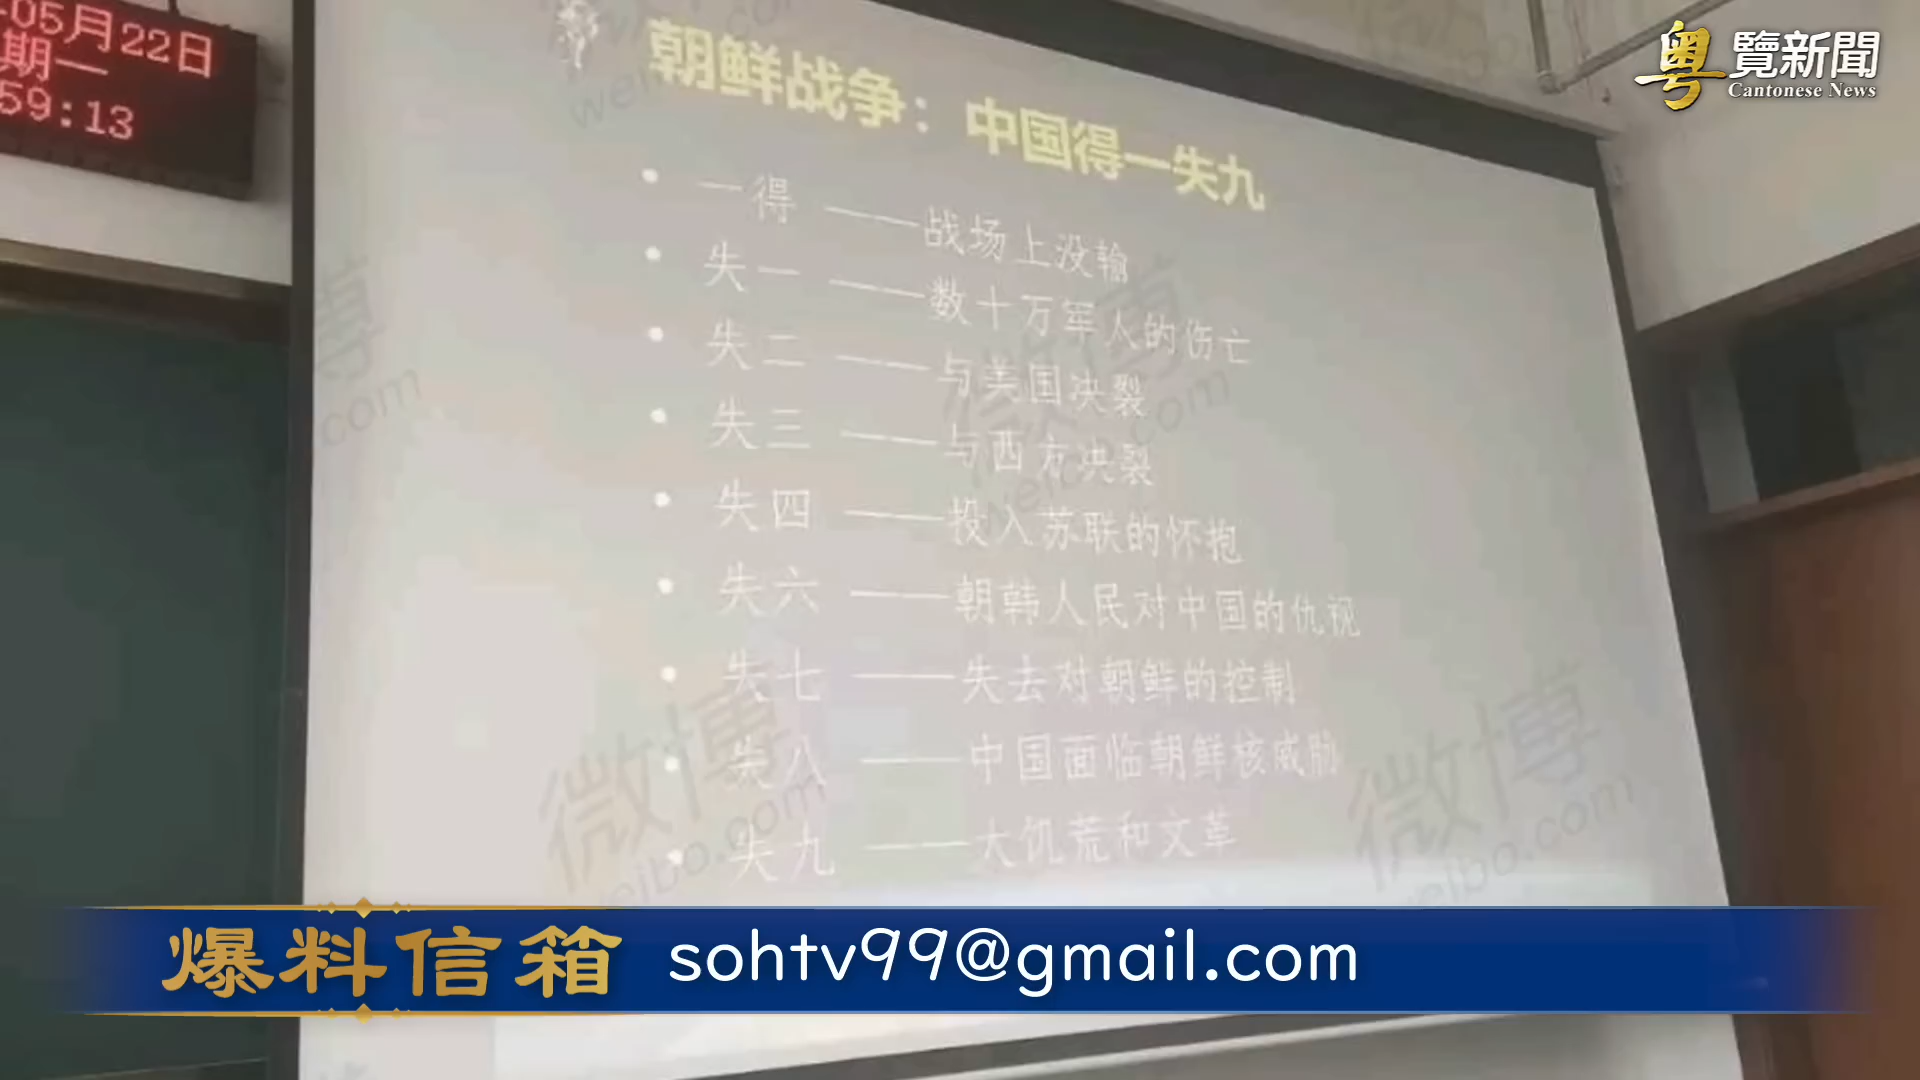 05月22日
期一
59:13
粤覽新聞
Cantonese News
朝鲜战争：中国得一失九
• 一得 ——战场上没输
• 失一 ——数十万军人的伤亡
• 失二 ——与美国决裂
• 失三 ——与西方决裂
• 失四 ——投入苏联的怀抱
• 失六 ——朝韩人民对中国的仇视
• 失七 ——失去对朝鲜的控制
• 失八 ——中国面临朝鲜核威胁
• 失九 ——大饥荒和文革
微博
weibo.com
爆料信箱 sohtv99@gmail.com